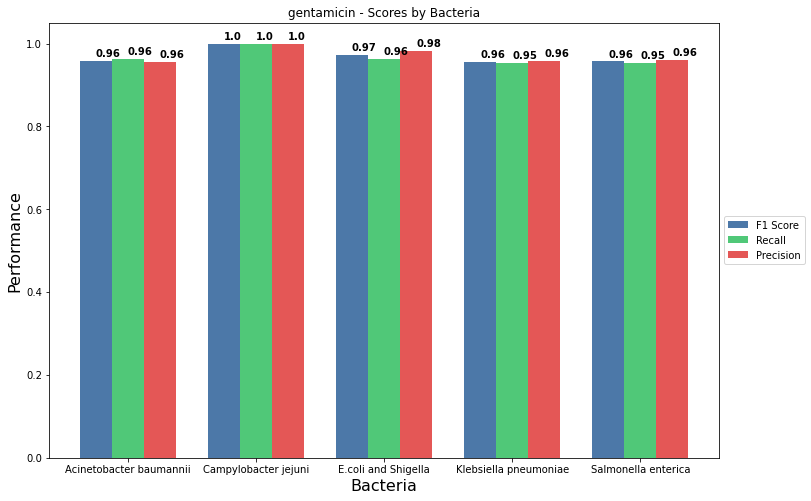 gentamicin - Scores by Bacteria
Performance
1.0
0.8
0.6
0.4
0.2
0.0
0.96 0.96 0.96
1.0 1.0 1.0
0.97 0.96 0.98
0.96 0.95 0.96
0.96 0.95 0.96
Acinetobacter baumannii Campylobacter jejuni E.coli and Shigella Klebsiella pneumoniae Salmonella enterica
Bacteria
F1 Score
Recall
Precision